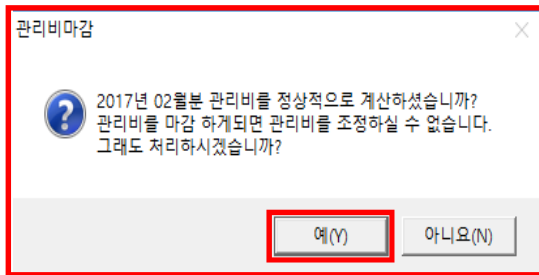 관리비마감
2017년 02월분 관리비를 정상적으로 계산하셨습니까?
관리비를 마감 하게되면 관리비를 조정하실 수 없습니다.
그래도 처리하시겠습니까?
예(Y)
아니요(N)